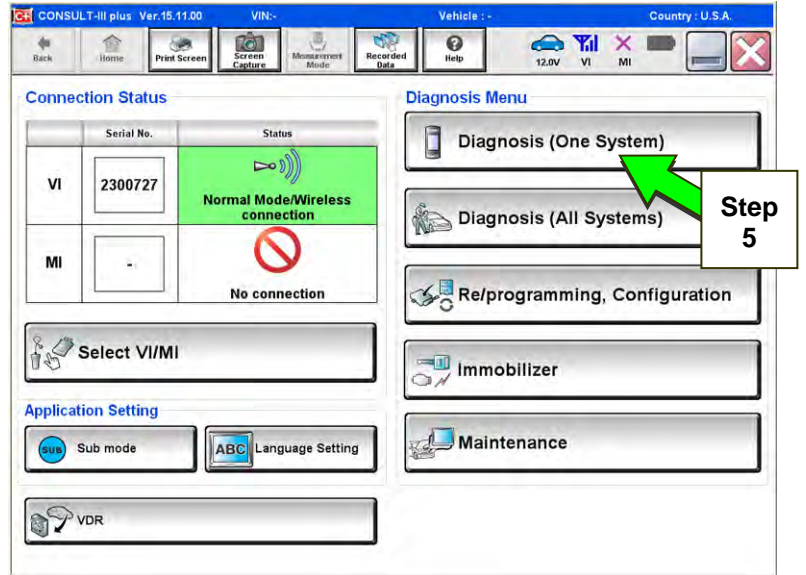 C+ CONSULT-III plus Ver.15.11.00 VIN:- Vehicle : - Country : U.S.A.
Back Home Print Screen Screen Capture Measurement Mode Recorded Data Help 12.0V VI MI
Connection Status
Serial No. Status
VI 2300727 Normal Mode/Wireless connection
MI - No connection
Select VI/MI
Application Setting
SUB Sub mode ABC Language Setting
VDR
Diagnosis Menu
Diagnosis (One System)
Step
5
Diagnosis (All Systems)
Re/programming, Configuration
Immobilizer
Maintenance